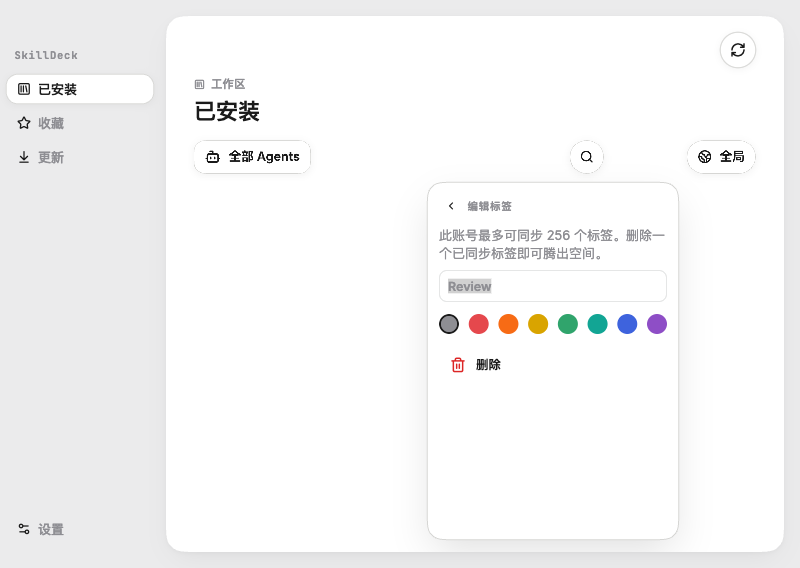 SkillDeck
已安装
收藏
更新
设置
工作区
已安装
全部 Agents
全局
编辑标签
此账号最多可同步 256 个标签。删除一
个已同步标签即可腾出空间。
Review
删除